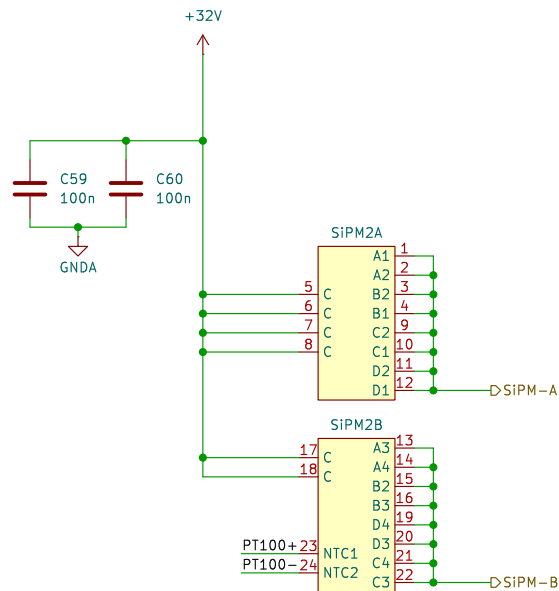 +32V
C59
100n
C60
100n
GNDA
SiPM2A
A1 1
A2 2
5 C B2 3
6 C B1 4
7 C C2 9
8 C C1 10
D2 11
D1 12
SiPM-A
SiPM2B
A3 13
17 C
A4 14
18 C
B2 15
B3 16
D4 19
PT100+ 23 NTC1
D3 20
PT100- 24 NTC2
C4 21
C3 22
SiPM-B